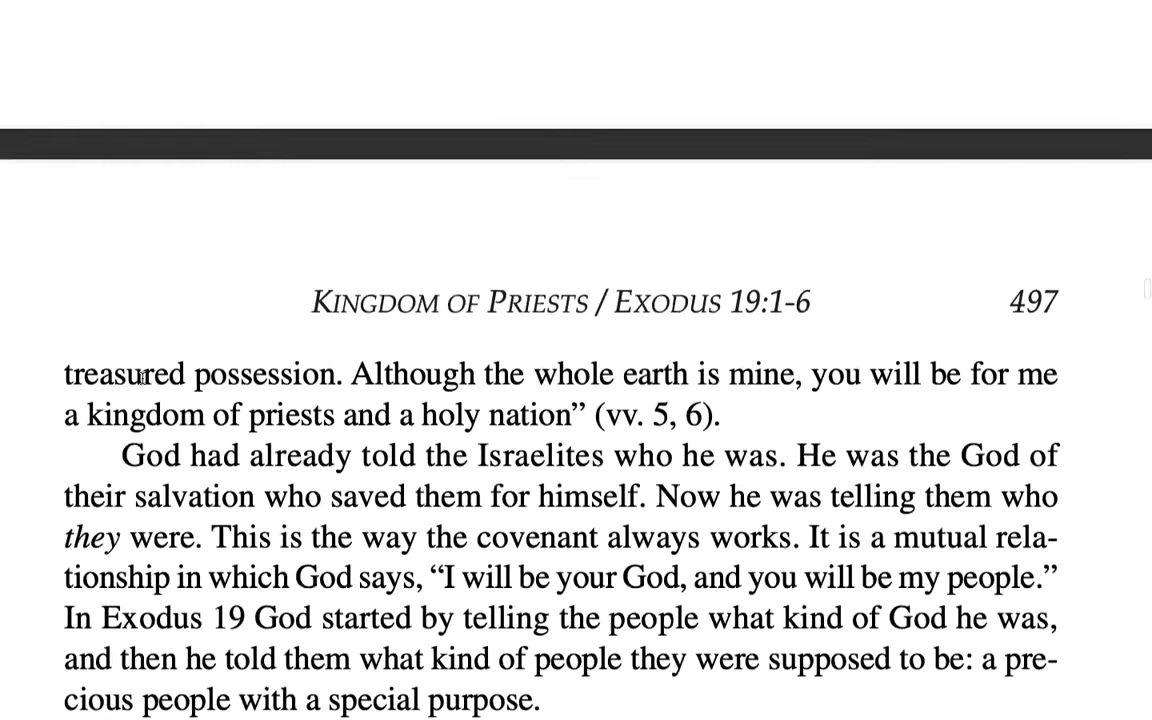 KINGDOM OF PRIESTS / EXODUS 19:1-6 497
treasured possession. Although the whole earth is mine, you will be for me
a kingdom of priests and a holy nation” (vv. 5, 6).
God had already told the Israelites who he was. He was the God of
their salvation who saved them for himself. Now he was telling them who
they were. This is the way the covenant always works. It is a mutual rela-
tionship in which God says, “I will be your God, and you will be my people.”
In Exodus 19 God started by telling the people what kind of God he was,
and then he told them what kind of people they were supposed to be: a pre-
cious people with a special purpose.